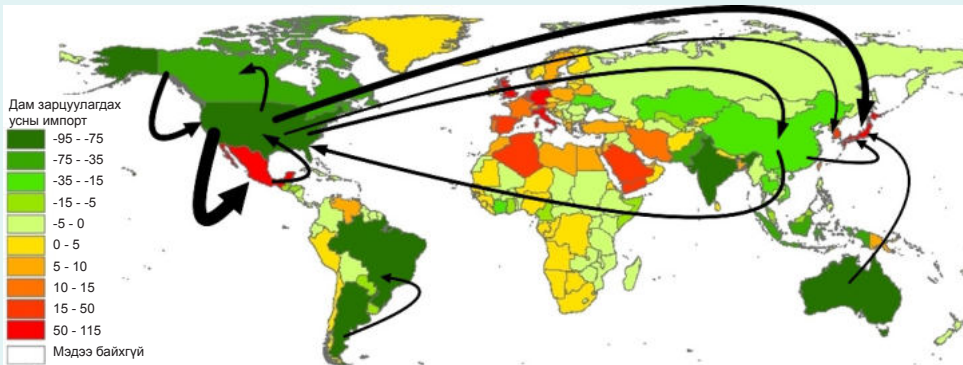 Дам зарцуулагдах
усны импорт
-95 - -75
-75 - -35
-35 - -15
-15 - -5
-5 - 0
0 - 5
5 - 10
10 - 15
15 - 50
50 - 115
Мэдээ байхгүй